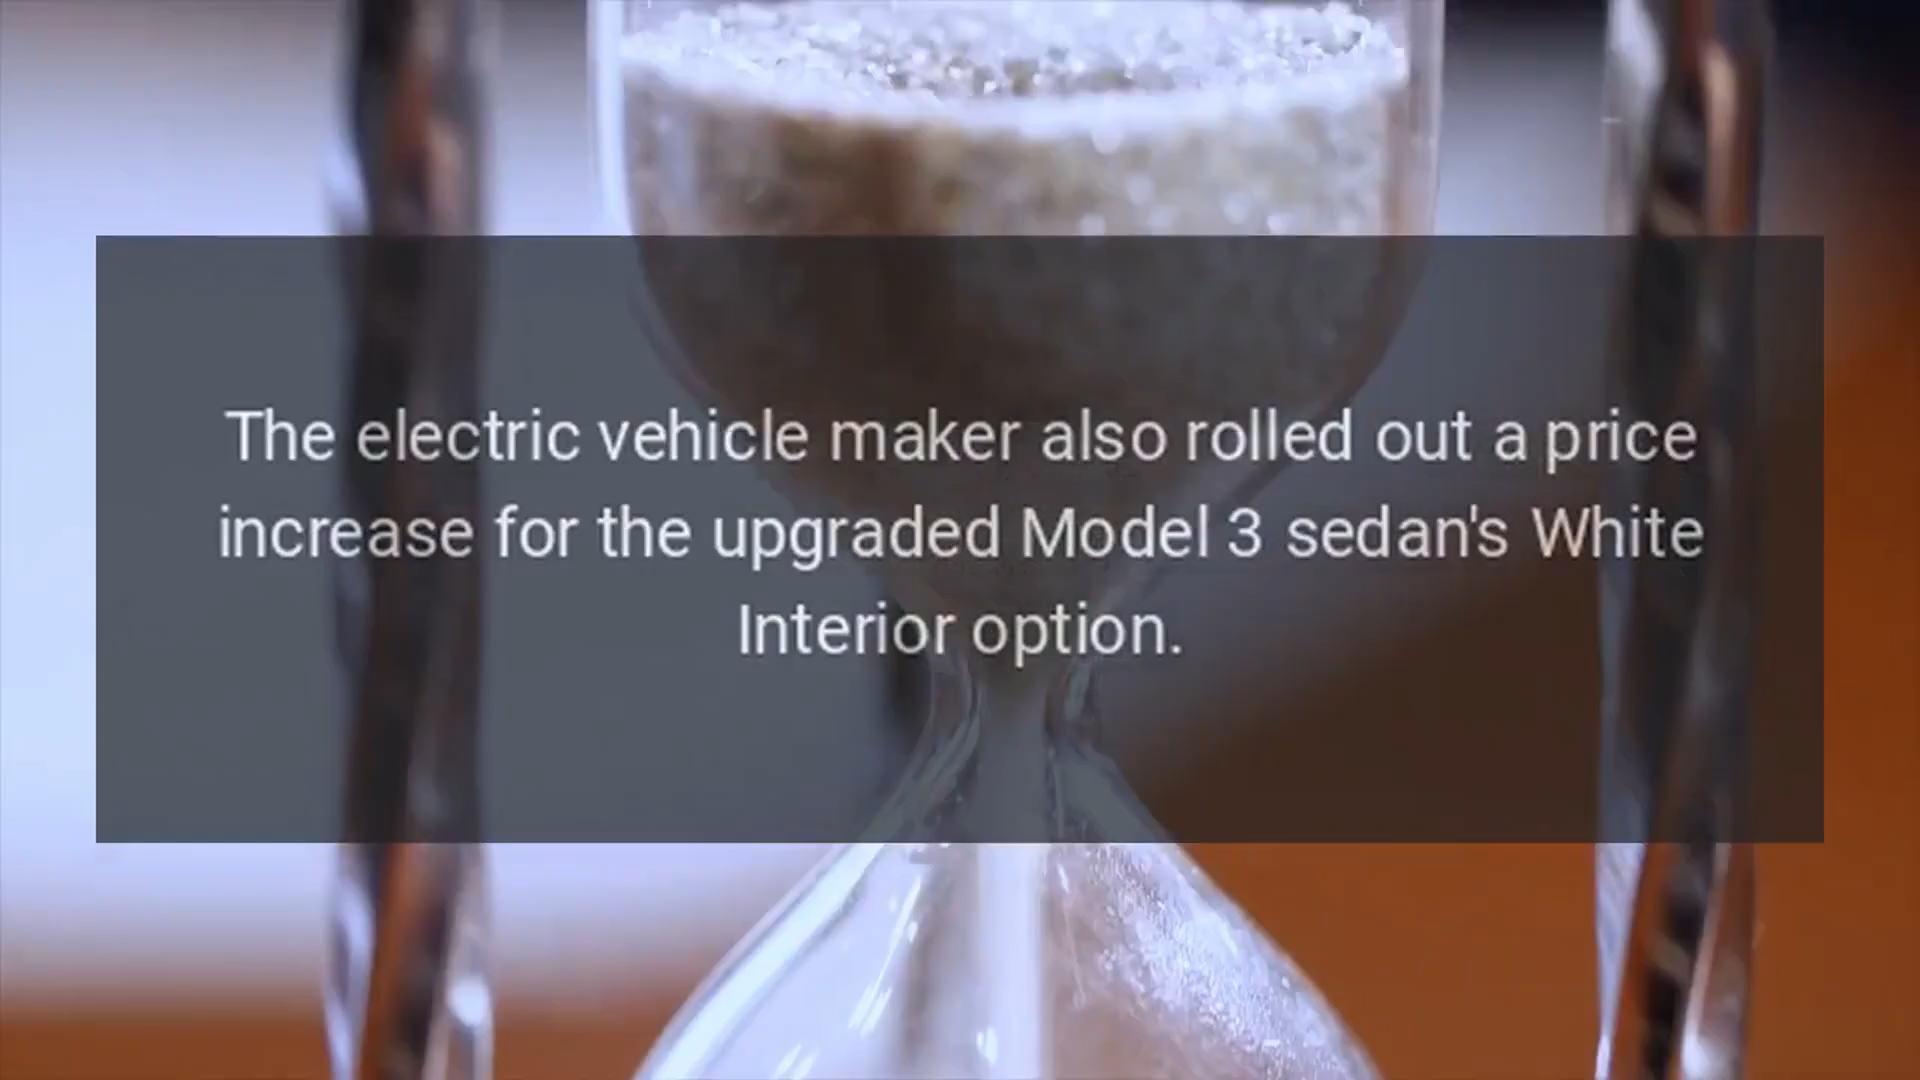 The electric vehicle maker also rolled out a price
increase for the upgraded Model 3 sedan's White
Interior option.